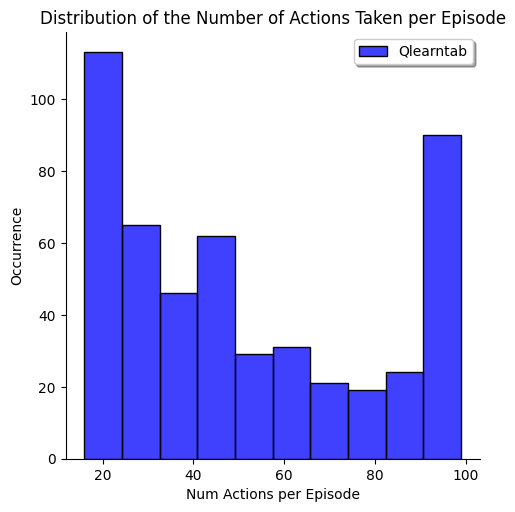 Distribution of the Number of Actions Taken per Episode
Qlearntab
100
80
60
40
20
0
Occurrence
20 40 60 80 100
Num Actions per Episode